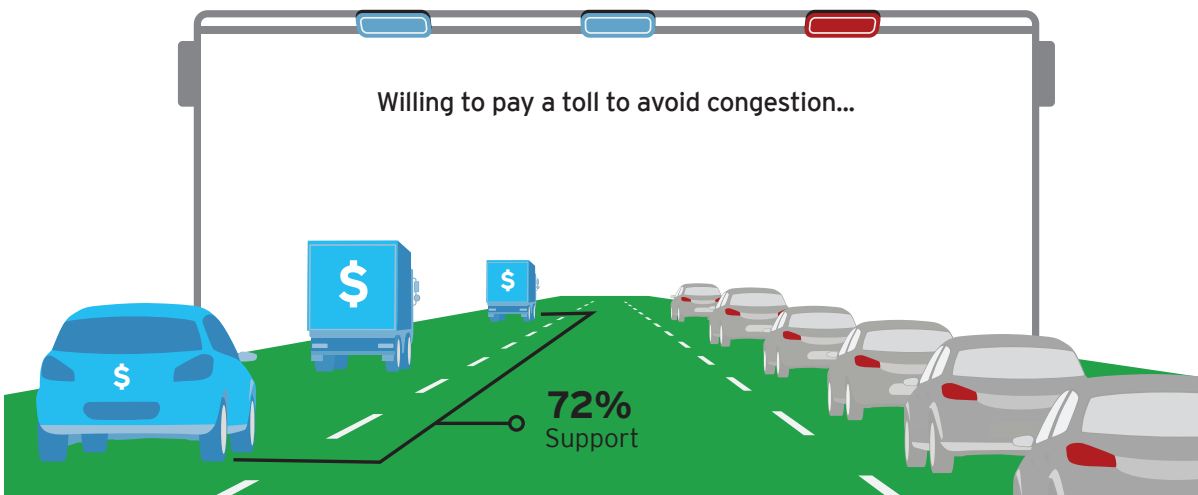 Willing to pay a toll to avoid congestion...
$
$
$
72%
Support